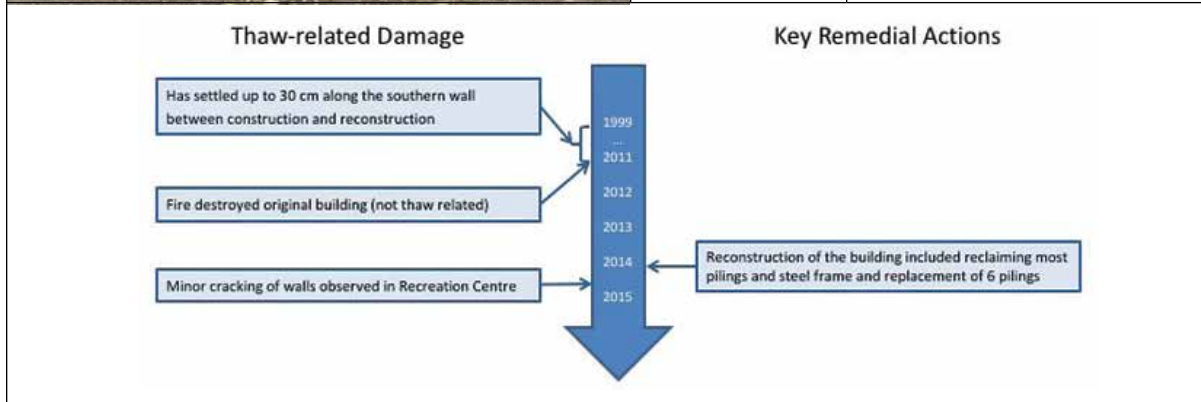 Thaw-related Damage
Key Remedial Actions
Has settled up to 30 cm along the southern wall
between construction and reconstruction
Fire destroyed original building (not thaw related)
Minor cracking of walls observed in Recreation Centre
1999
...
2011
2012
2013
2014
2015
Reconstruction of the building included reclaiming most
pilings and steel frame and replacement of 6 pilings